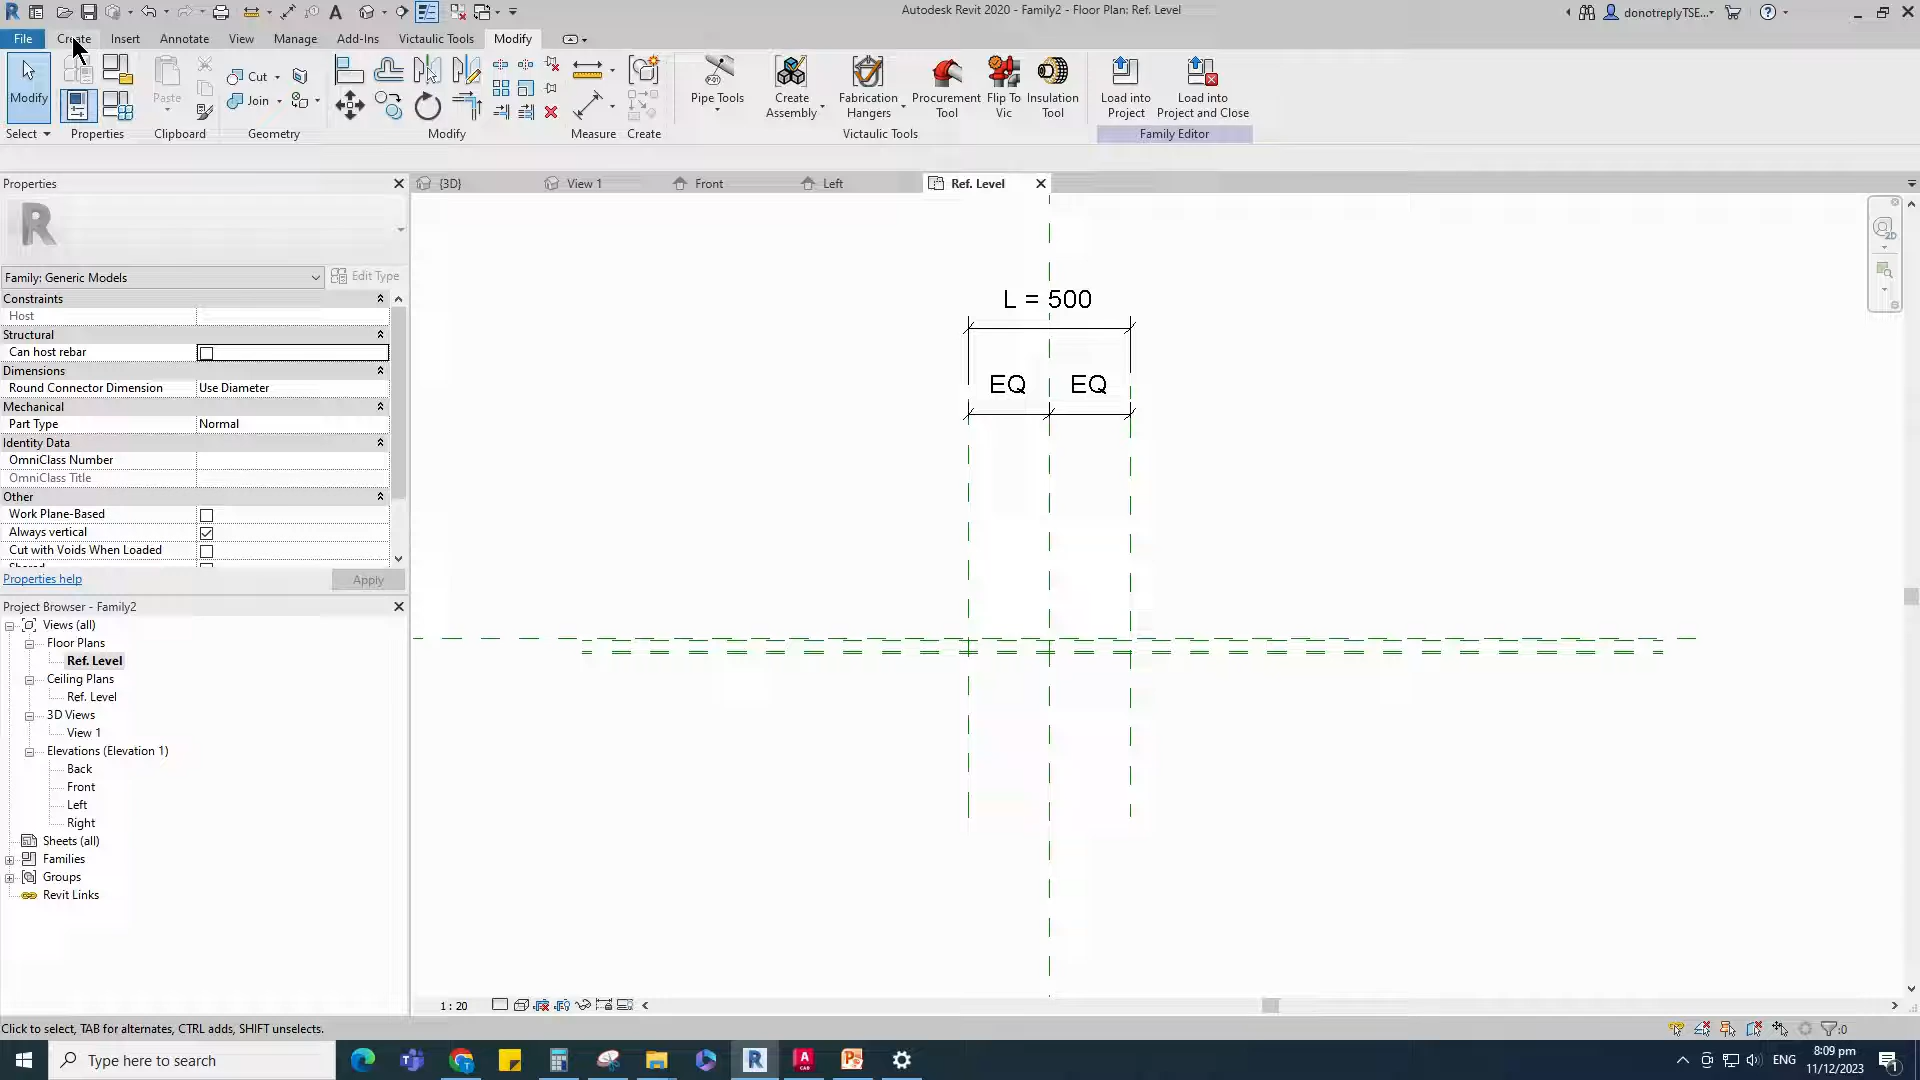 Autodesk Revit 2020 - Family2 - Floor Plan: Ref. Level
donotreplyTSE...
File Create Insert Annotate View Manage Add-Ins Victaulic Tools Modify
Modify
Paste
Cut
Join
Pipe Tools
Create Assembly
Fabrication Hangers
Procurement Tool
Flip To Vic
Insulation Tool
Load into Project
Load into Project and Close
Select Properties Clipboard Geometry Modify Measure Create Victaulic Tools Family Editor
Properties
{3D} View 1 Front Left Ref. Level
Family: Generic Models
Edit Type
Constraints
Host
Structural
Can host rebar
Dimensions
Round Connector Dimension Use Diameter
Mechanical
Part Type Normal
Identity Data
OmniClass Number
OmniClass Title
Other
Work Plane-Based
Always vertical
Cut with Voids When Loaded
Properties help
Apply
Project Browser - Family2
Views (all)
Floor Plans
Ref. Level
Ceiling Plans
Ref. Level
3D Views
View 1
Elevations (Elevation 1)
Back
Front
Left
Right
Sheets (all)
Families
Groups
Revit Links
L = 500
EQ EQ
2D
1 : 20
Click to select, TAB for alternates, CTRL adds, SHIFT unselects.
:0
Type here to search
ENG
8:09 pm
11/12/2023
1